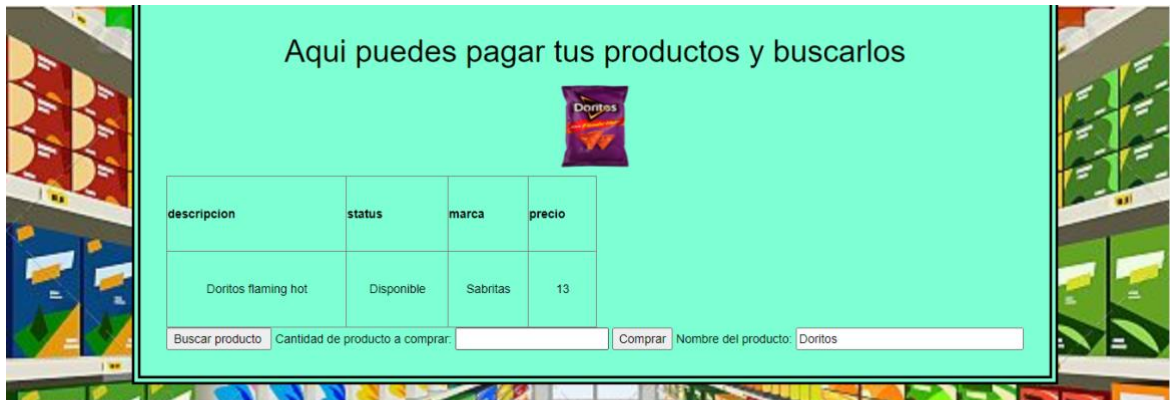 Aqui puedes pagar tus productos y buscarlos
Doritos
descripcion status marca precio
Doritos flaming hot Disponible Sabritas 13
Buscar producto Cantidad de producto a comprar: Comprar Nombre del producto: Doritos